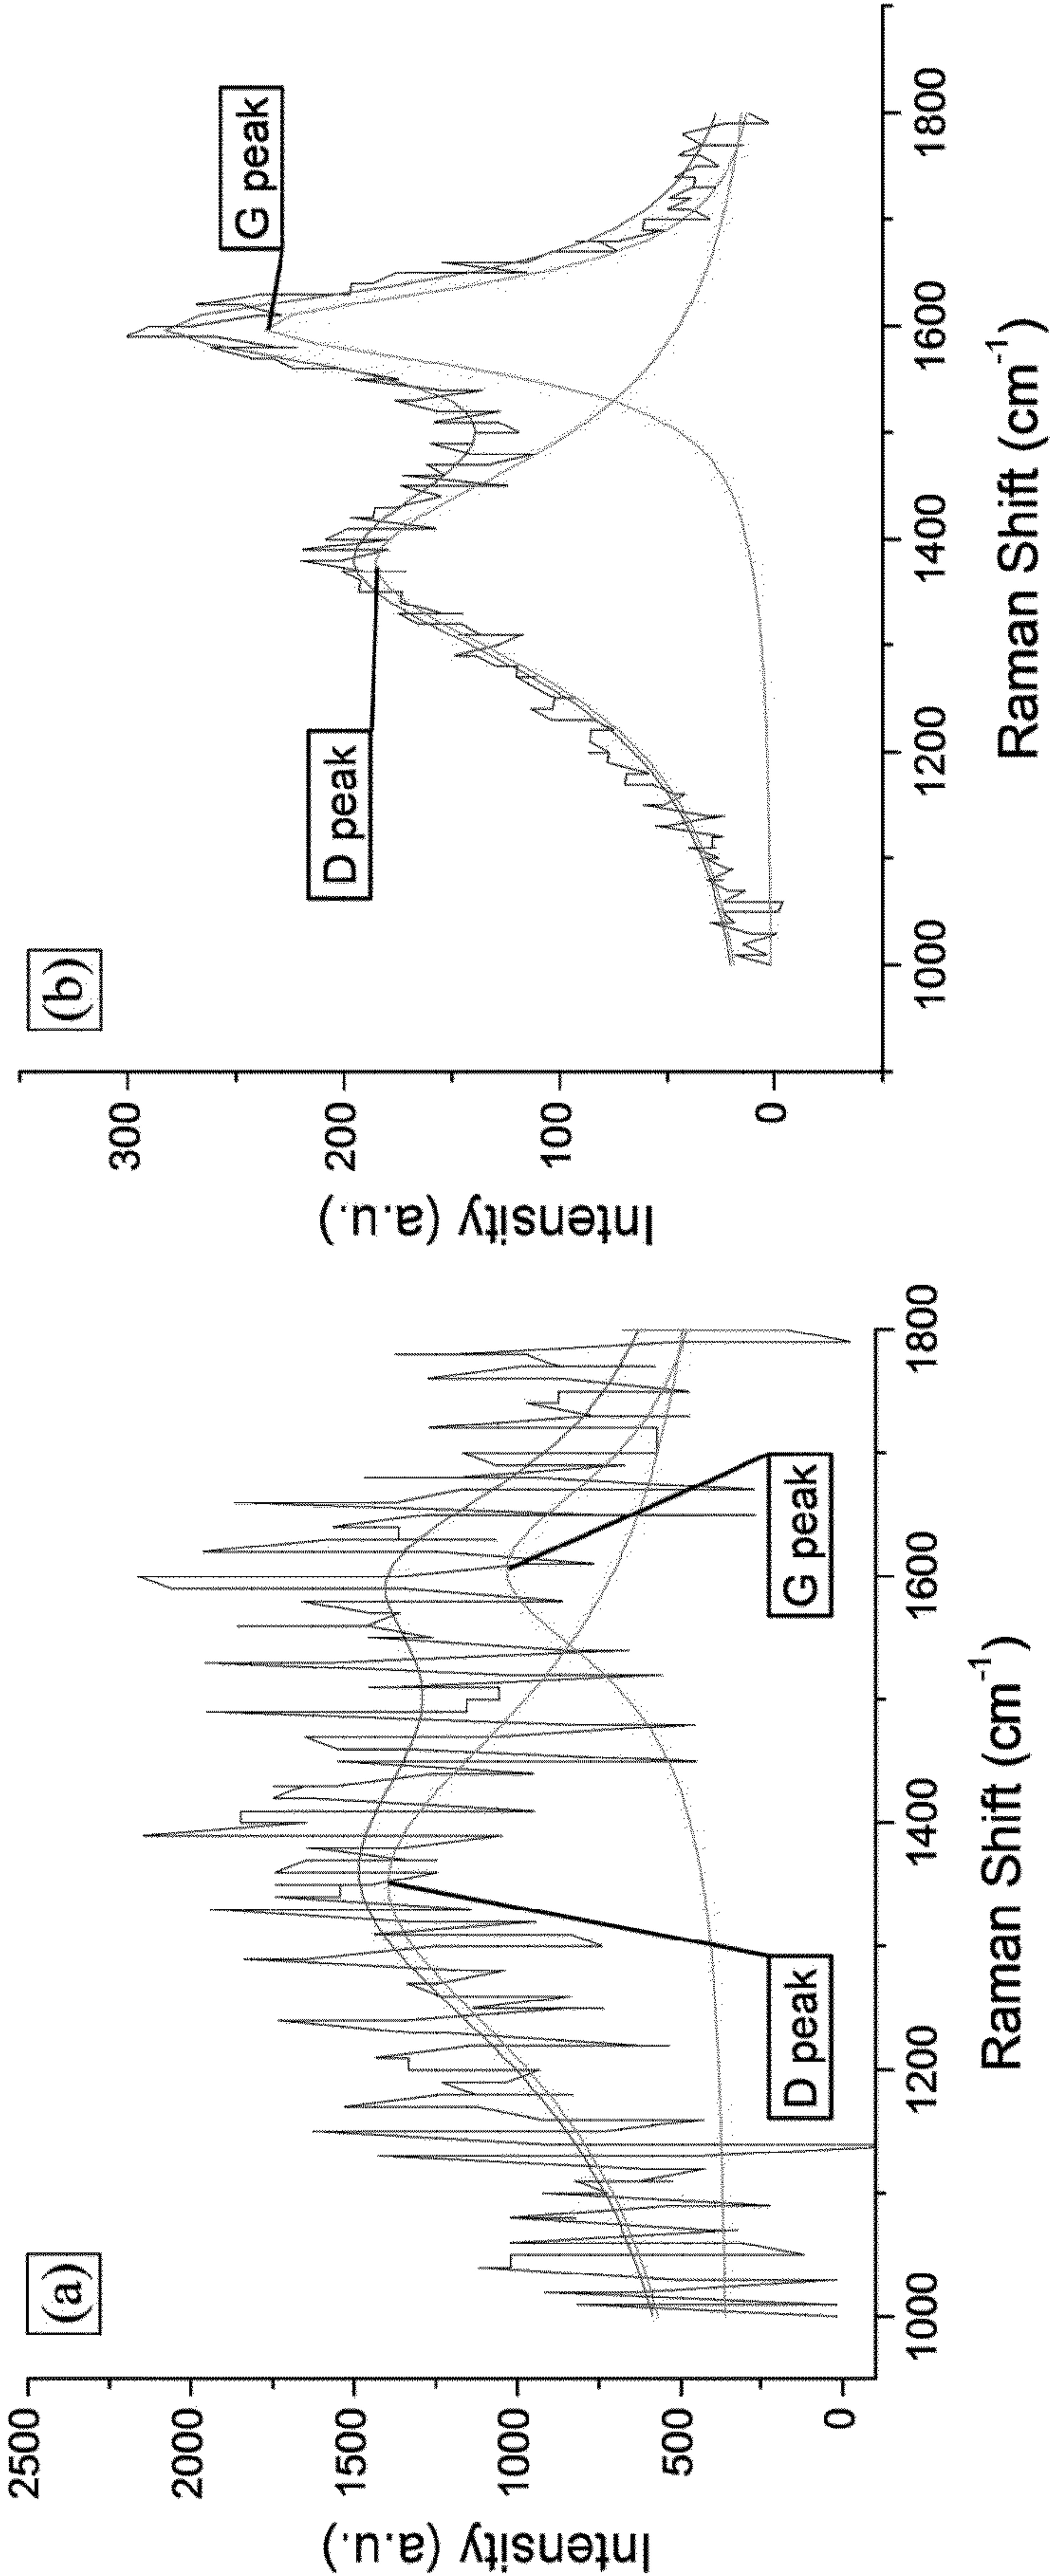 (a)
Intensity (a.u.)
2500
2000
1500
1000
500
0
D peak
G peak
1000
1200
1400
1600
1800
Raman Shift (cm⁻¹)
(b)
Intensity (a.u.)
300
200
100
0
D peak
G peak
1000
1200
1400
1600
1800
Raman Shift (cm⁻¹)